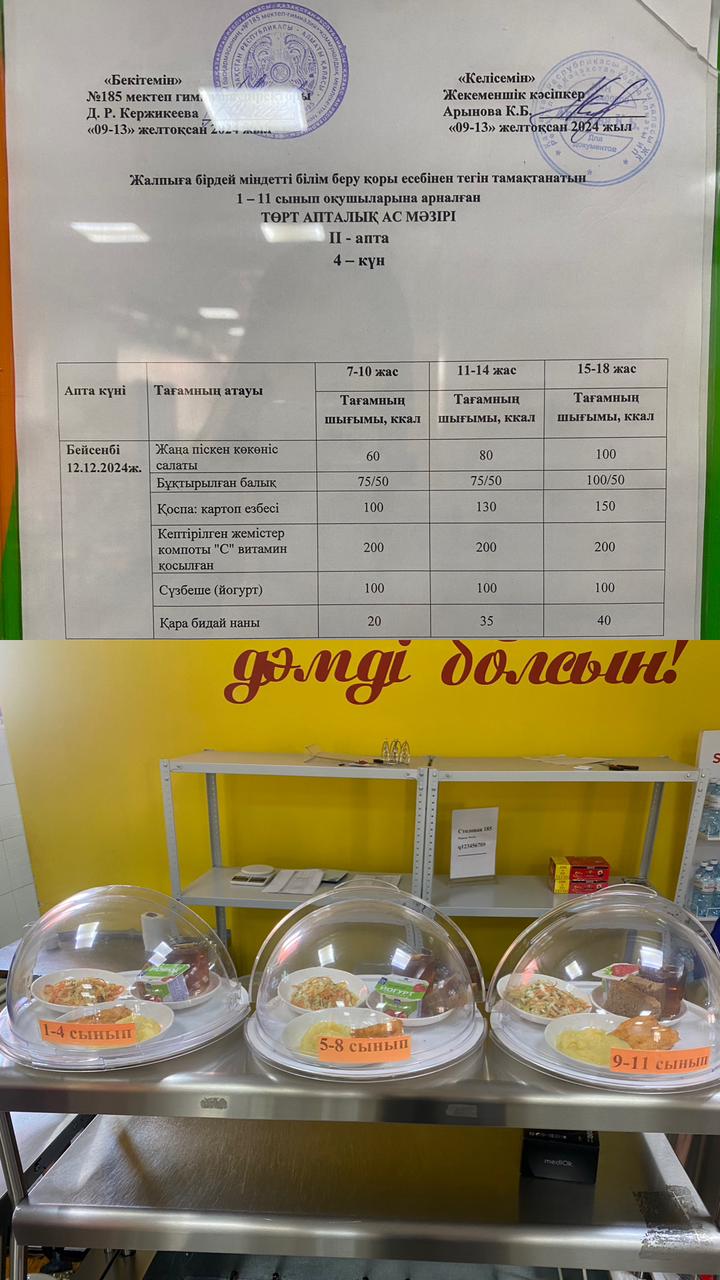 «Бекітемін»
№185 мектеп
Д. Р. Кержикеева
«09-13» желтоқсан 2024 жыл
«Келісемін»
Жекеменшік кәсіпкер
Арынова К.Б.
«09-13» желтоқсан 2024 жыл
Для
документов
Жалпыға бірдей міндетті білім беру қоры есебінен тегін тамақтанатын
1 – 11 сынып оқушыларына арналған
ТӨРТ АПТАЛЫҚ АС МӘЗІРІ
II - апта
4 – күн
Апта күні Тағамның атауы 7-10 жас 11-14 жас 15-18 жас
Тағамның шығымы, ккал Тағамның шығымы, ккал Тағамның шығымы, ккал
Бейсенбі 12.12.2024ж. Жаңа піскен көкөніс салаты 60 80 100
Бұқтырылған балық 75/50 75/50 100/50
Қоспа: картоп езбесі 100 130 150
Кептірілген жемістер компоты "С" витамин қосылған 200 200 200
Сүзбеше (йогурт) 100 100 100
Қара бидай наны 20 35 40
дәмді болсын!
Столовая 185
q123456789
ЙОГУРТ
1-4 сынып
5-8 сынып
9-11 сынып
mediOk